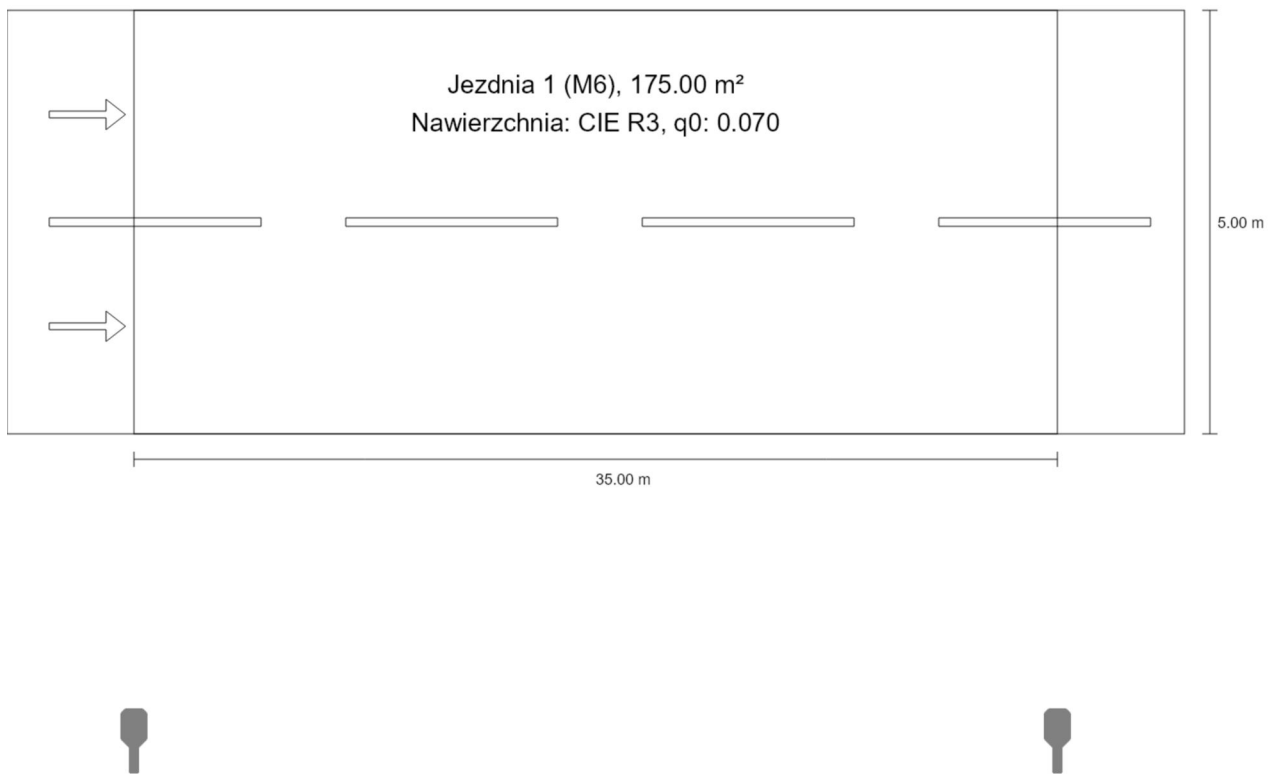 Jezdnia 1 (M6), 175.00 m²
Nawierzchnia: CIE R3, q0: 0.070
5.00 m
35.00 m